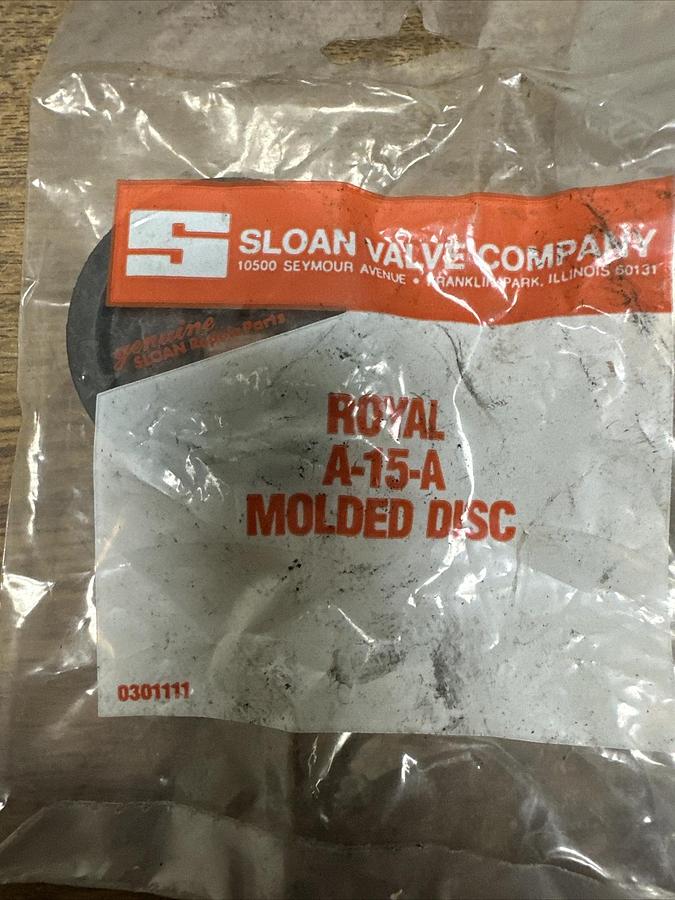 S SLOAN VALVE COMPANY
10500 SEYMOUR AVENUE • FRANKLIN PARK, ILLINOIS 60131
genuine
SLOAN Repair Parts
ROYAL
A-15-A
MOLDED DISC
0301111